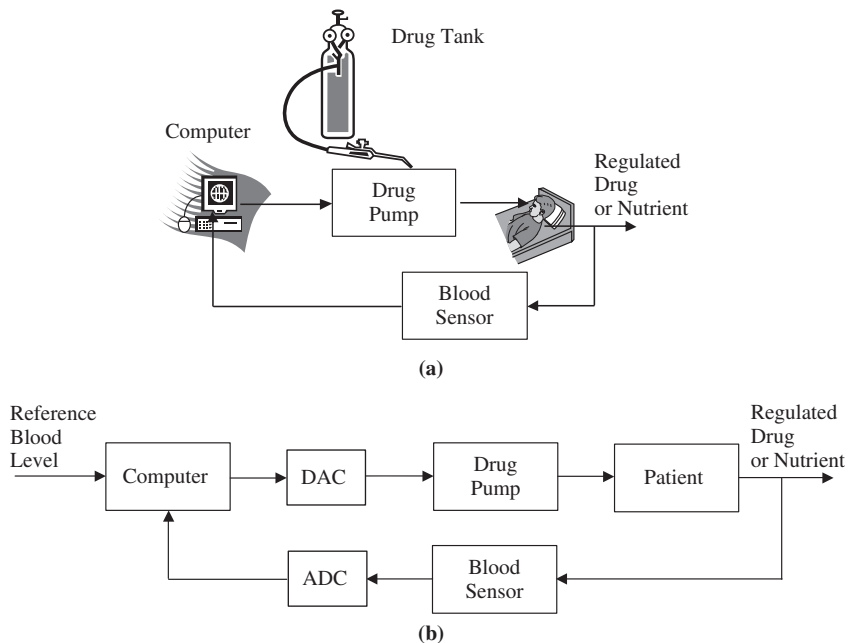 Drug Tank
Computer
Drug
Pump
Regulated
Drug
or Nutrient
Blood
Sensor
(a)
Reference
Blood
Level
Computer
DAC
Drug
Pump
Patient
Regulated
Drug
or Nutrient
ADC
Blood
Sensor
(b)